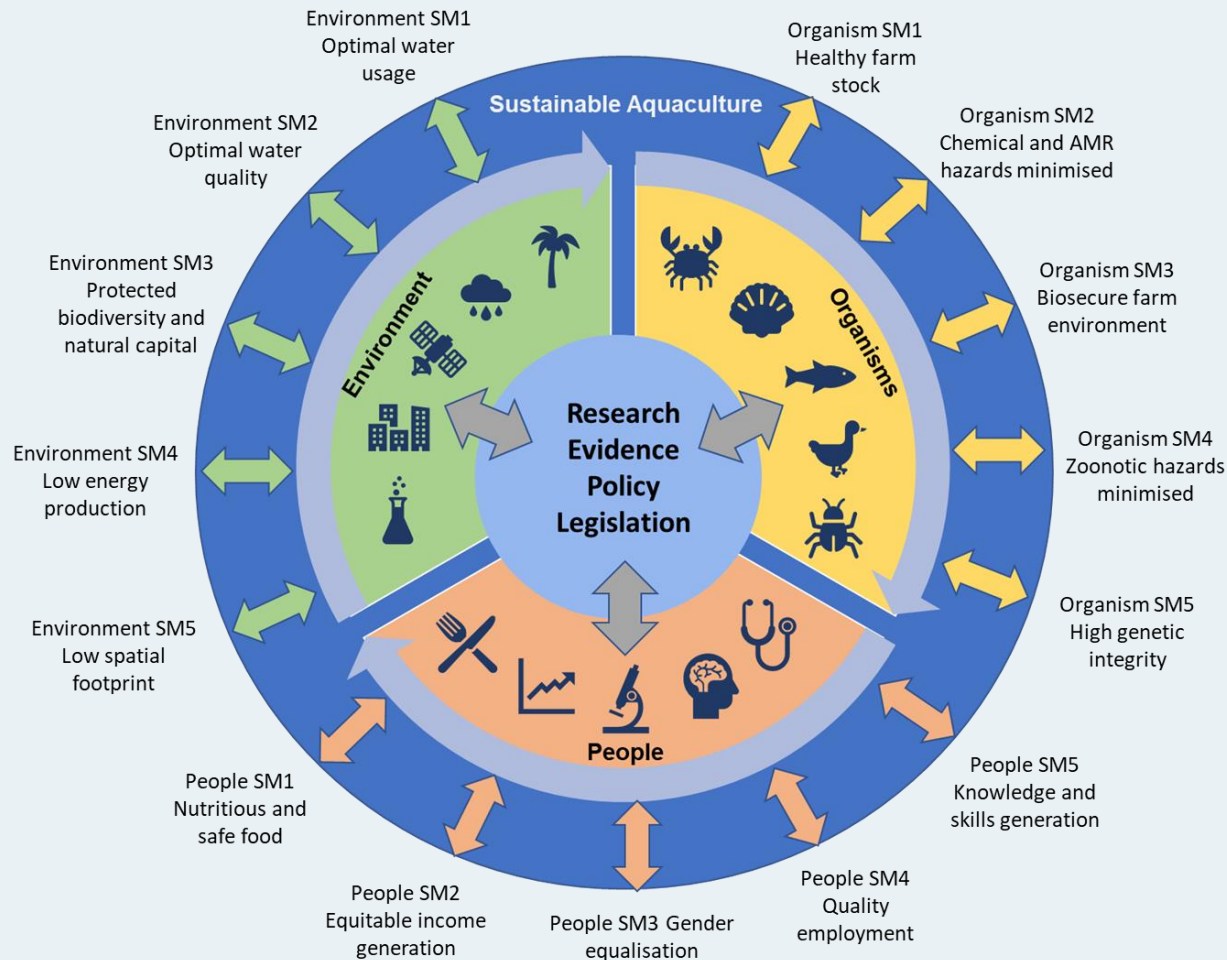 Sustainable Aquaculture
Environment SM1
Optimal water
usage
Environment SM2
Optimal water
quality
Environment SM3
Protected
biodiversity and
natural capital
Environment SM4
Low energy
production
Environment SM5
Low spatial
footprint
Organism SM1
Healthy farm
stock
Organism SM2
Chemical and AMR
hazards minimised
Organism SM3
Biosecure farm
environment
Organism SM4
Zoonotic hazards
minimised
Organism SM5
High genetic
integrity
People SM1
Nutritious and
safe food
People SM2
Equitable income
generation
People SM3 Gender
equalisation
People SM4
Quality
employment
People SM5
Knowledge and
skills generation
Environment
Organisms
People
Research
Evidence
Policy
Legislation